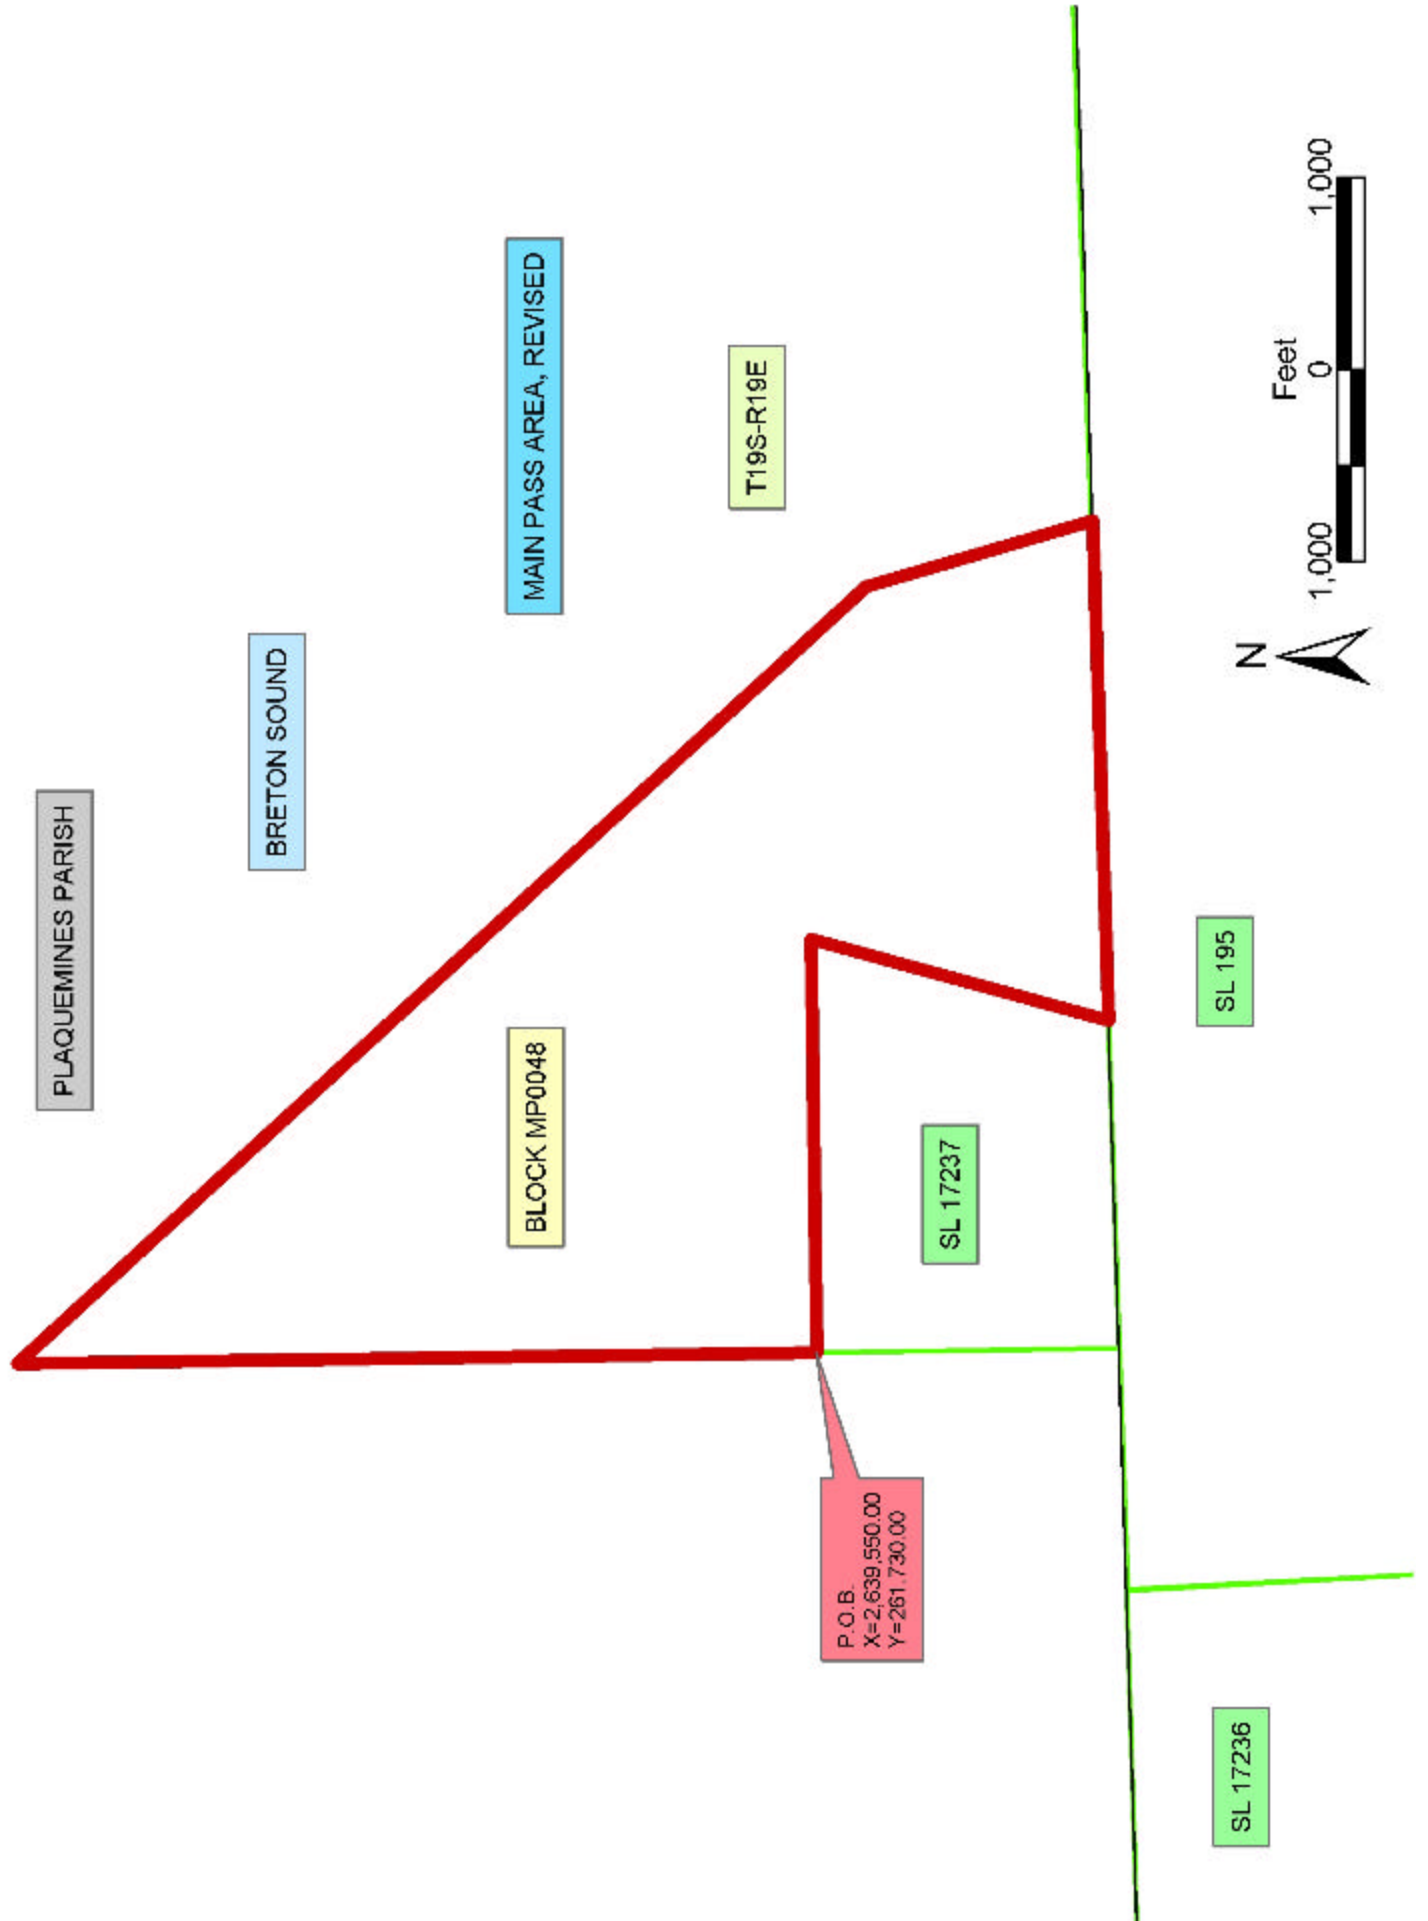 PLAQUEMINES PARISH
BRETON SOUND
MAIN PASS AREA, REVISED
BLOCK MP0048
T19S-R19E
P.O.B.
X=2,639,550.00
Y=261,730.00
SL 17237
SL 17236
SL 195
N
Feet
1,000 0 1,000